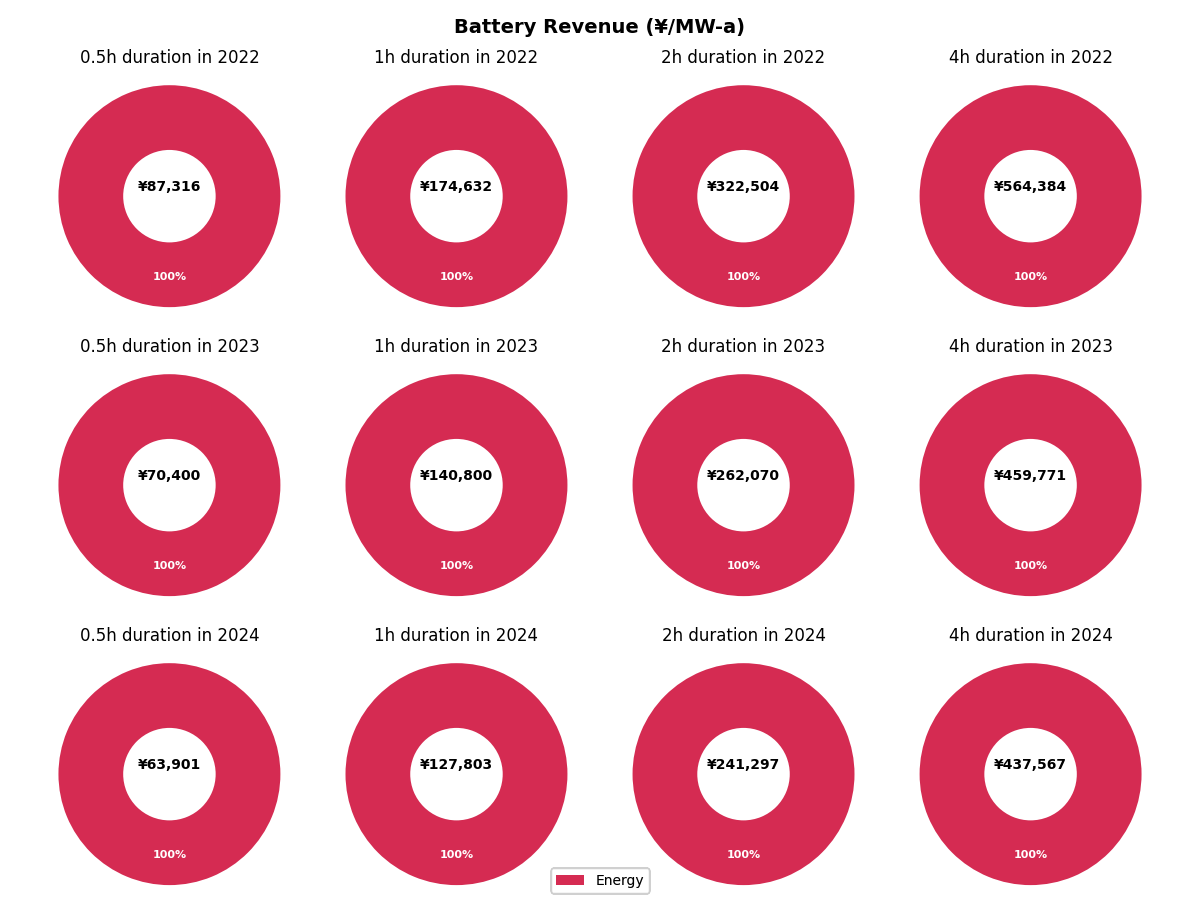 Battery Revenue (¥/MW-a)
0.5h duration in 2022
1h duration in 2022
2h duration in 2022
4h duration in 2022
¥87,316
¥174,632
¥322,504
¥564,384
100%
100%
100%
100%
0.5h duration in 2023
1h duration in 2023
2h duration in 2023
4h duration in 2023
¥70,400
¥140,800
¥262,070
¥459,771
100%
100%
100%
100%
0.5h duration in 2024
1h duration in 2024
2h duration in 2024
4h duration in 2024
¥63,901
¥127,803
¥241,297
¥437,567
100%
100%
100%
100%
Energy